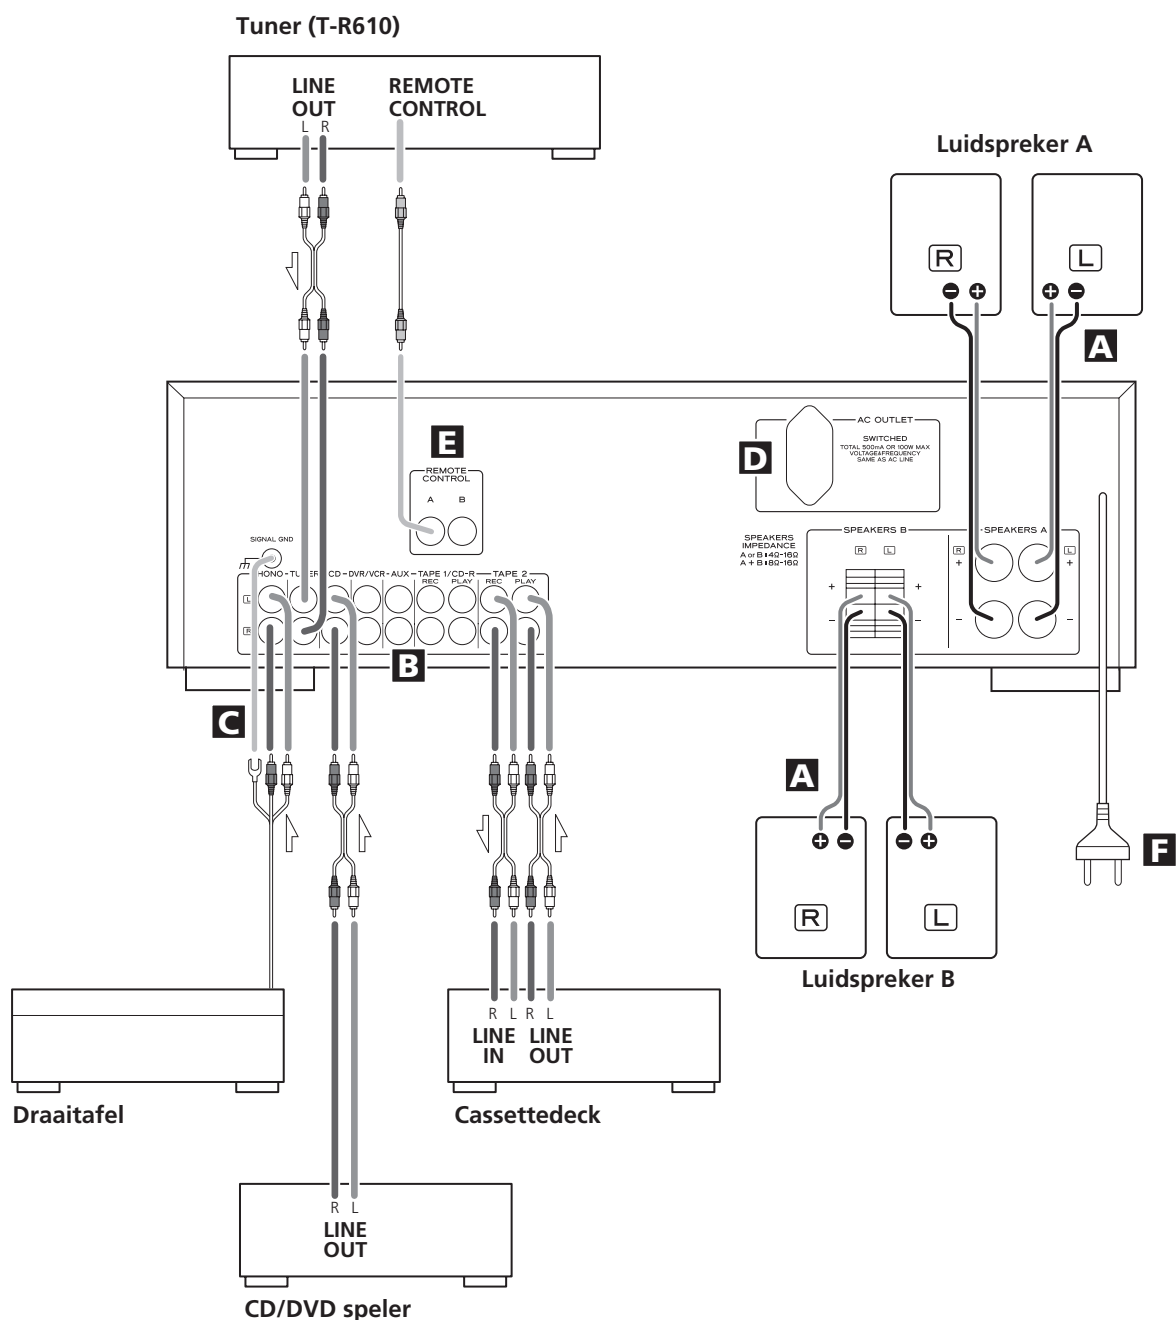 Tuner (T-R610)
LINE
OUT
REMOTE
CONTROL
L R
Luidspreker A
R
L
A
E
REMOTE
CONTROL
A B
D
AC OUTLET
SWITCHED
TOTAL 500mA OR 100W MAX
VOLTAGE&FREQUENCY
SAME AS AC LINE
SIGNAL GND
SPEAKERS
IMPEDANCE
A or B : 4Ω-16Ω
A + B : 8Ω-16Ω
SPEAKERS B
R L
+ +
− −
SPEAKERS A
R L
+ +
− −
CD DVR/VCR AUX TAPE 1/CD-R TAPE 2
REC PLAY REC PLAY
L
R
B
C
A
F
R
L
Luidspreker B
R L R L
LINE
IN
LINE
OUT
Draaitafel
Cassettedeck
R L
LINE
OUT
CD/DVD speler